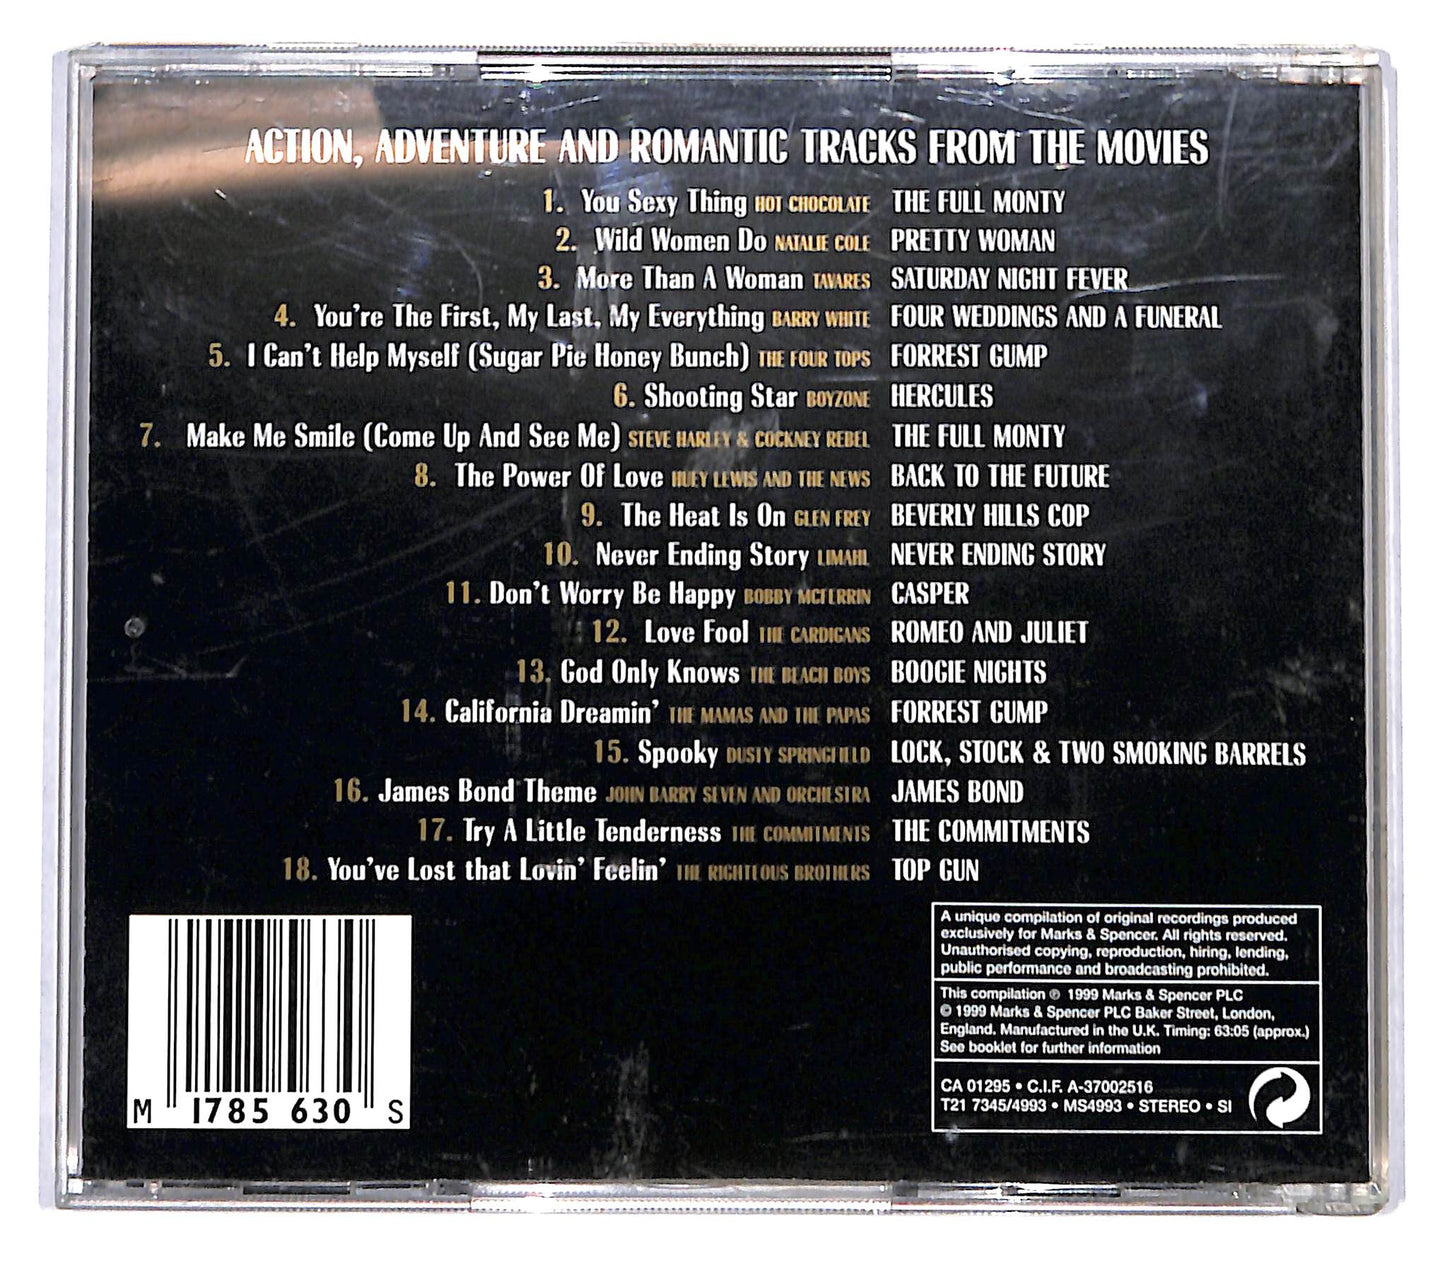 ACTION, ADVENTURE AND ROMANTIC TRACKS FROM THE MOVIES
1. You Sexy Thing HOT CHOCOLATE THE FULL MONTY
2. Wild Women Do NATALIE COLE PRETTY WOMAN
3. More Than A Woman TAVARES SATURDAY NIGHT FEVER
4. You're The First, My Last, My Everything BARRY WHITE FOUR WEDDINGS AND A FUNERAL
5. I Can't Help Myself (Sugar Pie Honey Bunch) THE FOUR TOPS FORREST GUMP
6. Shooting Star BOYZONE HERCULES
7. Make Me Smile (Come Up And See Me) STEVE HARLEY & COCKNEY REBEL THE FULL MONTY
8. The Power Of Love HUEY LEWIS AND THE NEWS BACK TO THE FUTURE
9. The Heat Is On GLEN FREY BEVERLY HILLS COP
10. Never Ending Story LIMAHL NEVER ENDING STORY
11. Don't Worry Be Happy BOBBY MCFERRIN CASPER
12. Love Fool THE CARDIGANS ROMEO AND JULIET
13. God Only Knows THE BEACH BOYS BOOGIE NIGHTS
14. California Dreamin' THE MAMAS AND THE PAPAS FORREST GUMP
15. Spooky DUSTY SPRINGFIELD LOCK, STOCK & TWO SMOKING BARRELS
16. James Bond Theme JOHN BARRY SEVEN AND ORCHESTRA JAMES BOND
17. Try A Little Tenderness THE COMMITMENTS THE COMMITMENTS
18. You've Lost that Lovin' Feelin' THE RIGHTEOUS BROTHERS TOP GUN
M 1785 630 S
A unique compilation of original recordings produced
exclusively for Marks & Spencer. All rights reserved.
Unauthorised copying, reproduction, hiring, lending,
public performance and broadcasting prohibited.
This compilation ℗ 1999 Marks & Spencer PLC
© 1999 Marks & Spencer PLC Baker Street, London,
England. Manufactured in the U.K. Timing: 63:05 (approx.)
See booklet for further information
CA 01295 • C.I.F. A-37002516
T21 7345/4993 • MS4993 • STEREO • SI